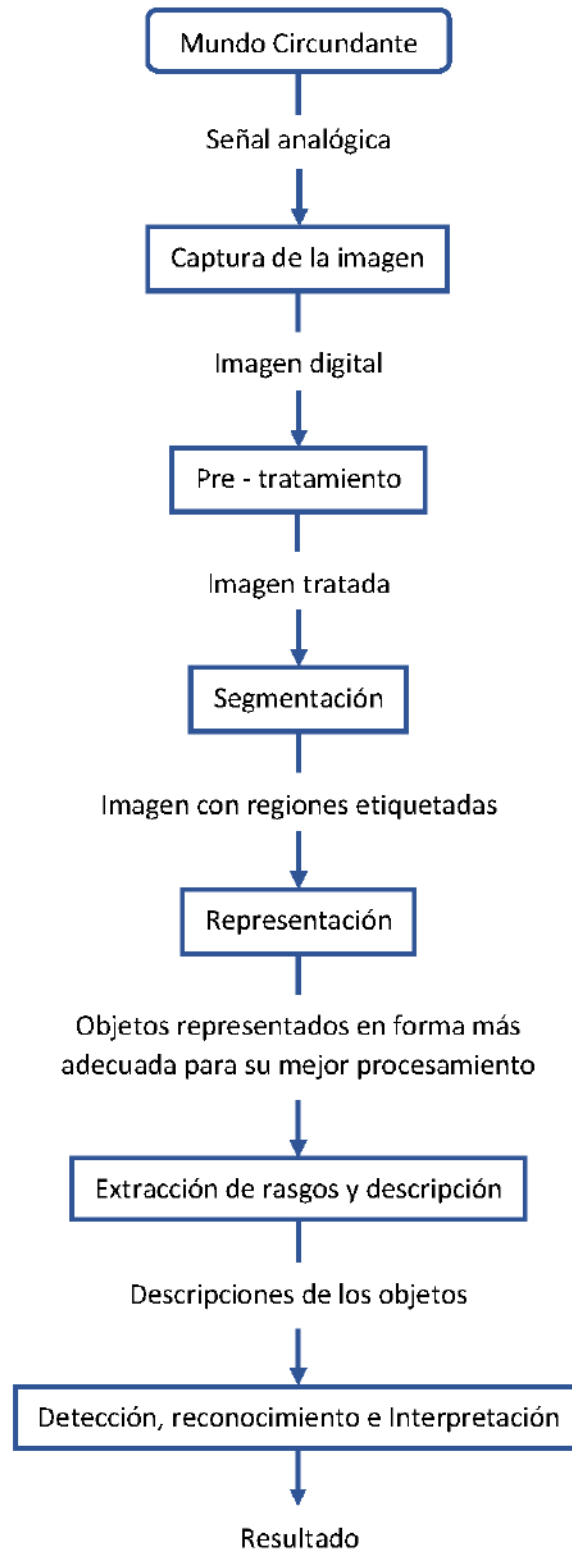 Mundo Circundante
Señal analógica
Captura de la imagen
Imagen digital
Pre - tratamiento
Imagen tratada
Segmentación
Imagen con regiones etiquetadas
Representación
Objetos representados en forma más
adecuada para su mejor procesamiento
Extracción de rasgos y descripción
Descripciones de los objetos
Detección, reconocimiento e Interpretación
Resultado